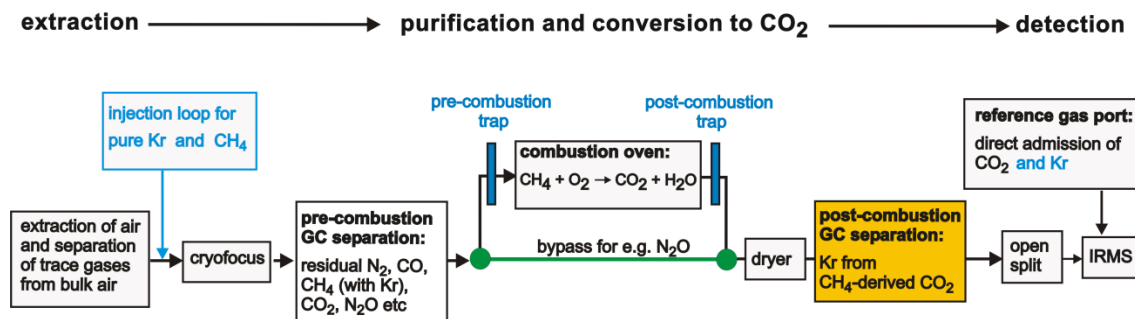 extraction
purification and conversion to CO2
detection
injection loop for
pure Kr and CH4
extraction of air
and separation
of trace gases
from bulk air
cryofocus
pre-combustion
GC separation:
residual N2, CO,
CH4 (with Kr),
CO2, N2O etc
pre-combustion
trap
combustion oven:
CH4 + O2 → CO2 + H2O
post-combustion
trap
bypass for e.g. N2O
dryer
post-combustion
GC separation:
Kr from
CH4-derived CO2
open
split
reference gas port:
direct admission of
CO2 and Kr
IRMS